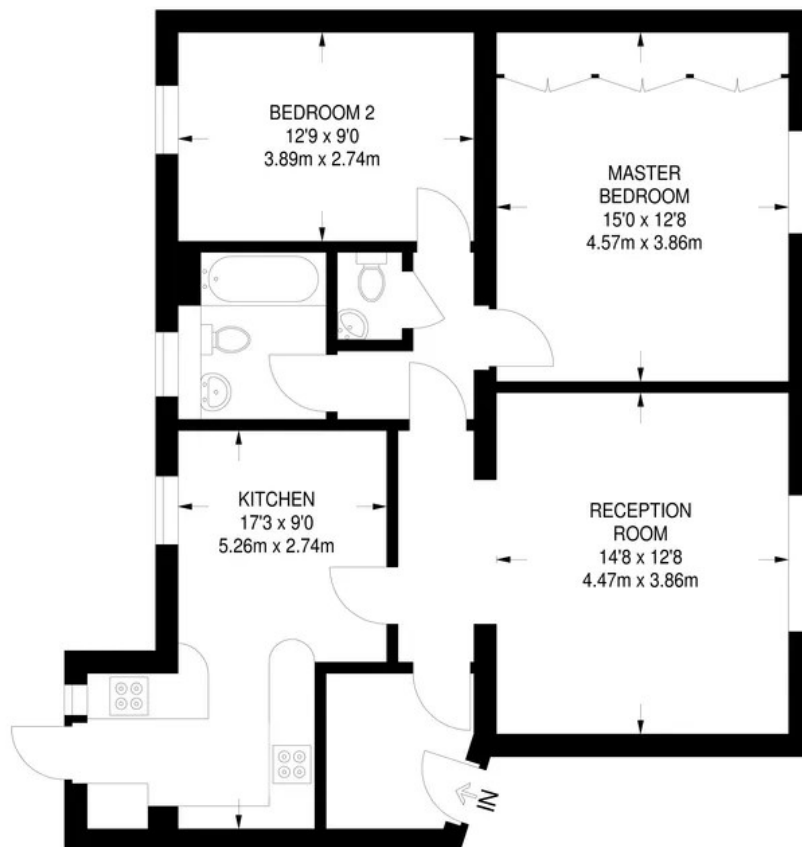 BEDROOM 2
12'9 x 9'0
3.89m x 2.74m
MASTER
BEDROOM
15'0 x 12'8
4.57m x 3.86m
KITCHEN
17'3 x 9'0
5.26m x 2.74m
RECEPTION
ROOM
14'8 x 12'8
4.47m x 3.86m
IN